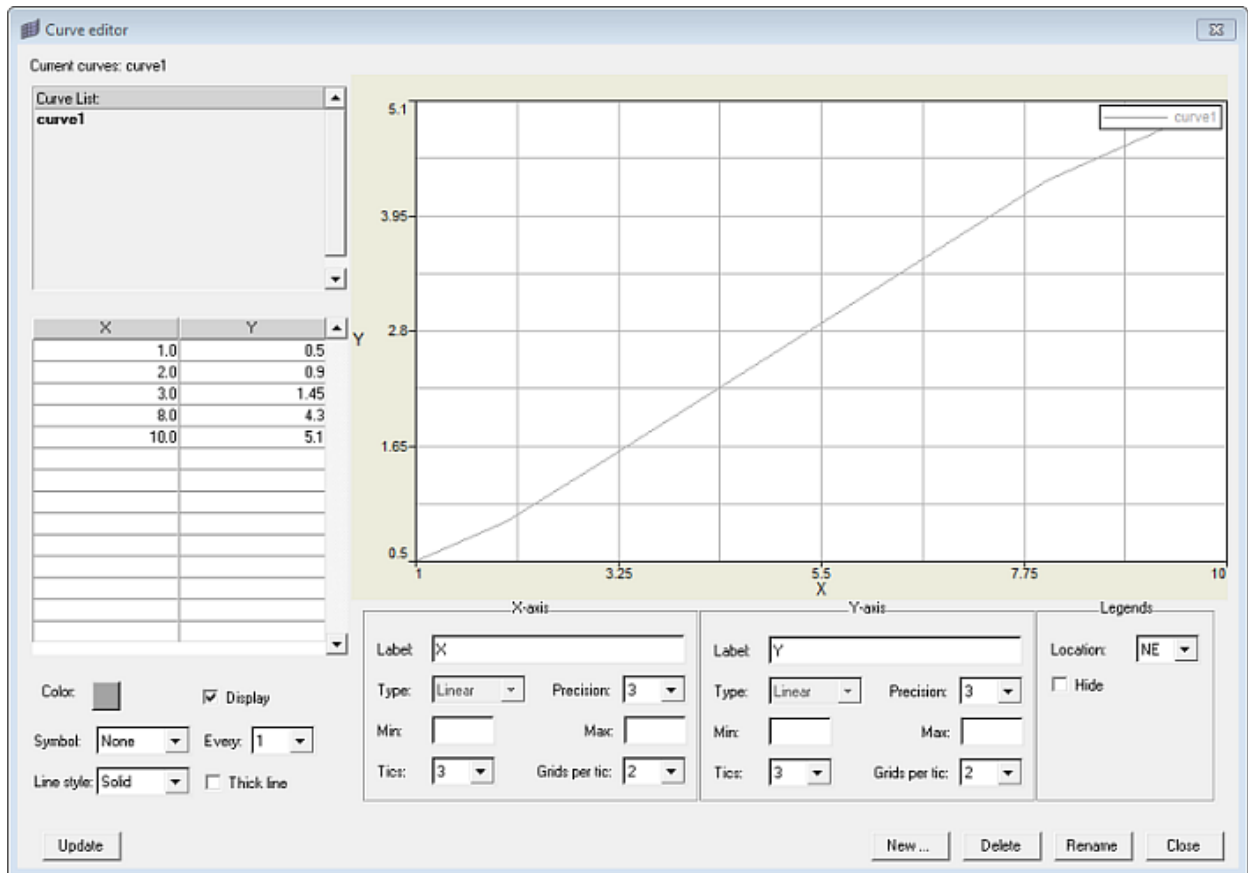 Curve editor
Current curves: curve1
Curve List:
curve1
X Y
1.0 0.5
2.0 0.9
3.0 1.45
8.0 4.3
10.0 5.1
Color:
Display
Symbol: None Every: 1
Line style: Solid Thick line
Update
5.1
3.95
Y 2.8
1.65
0.5
1 3.25 5.5 7.75 10
X
curve1
X-axis
Label: X
Type: Linear Precision: 3
Min: Max:
Tics: 3 Grids per tic: 2
Y-axis
Label: Y
Type: Linear Precision: 3
Min: Max:
Tics: 3 Grids per tic: 2
Legends
Location: NE
Hide
New ... Delete Rename Close